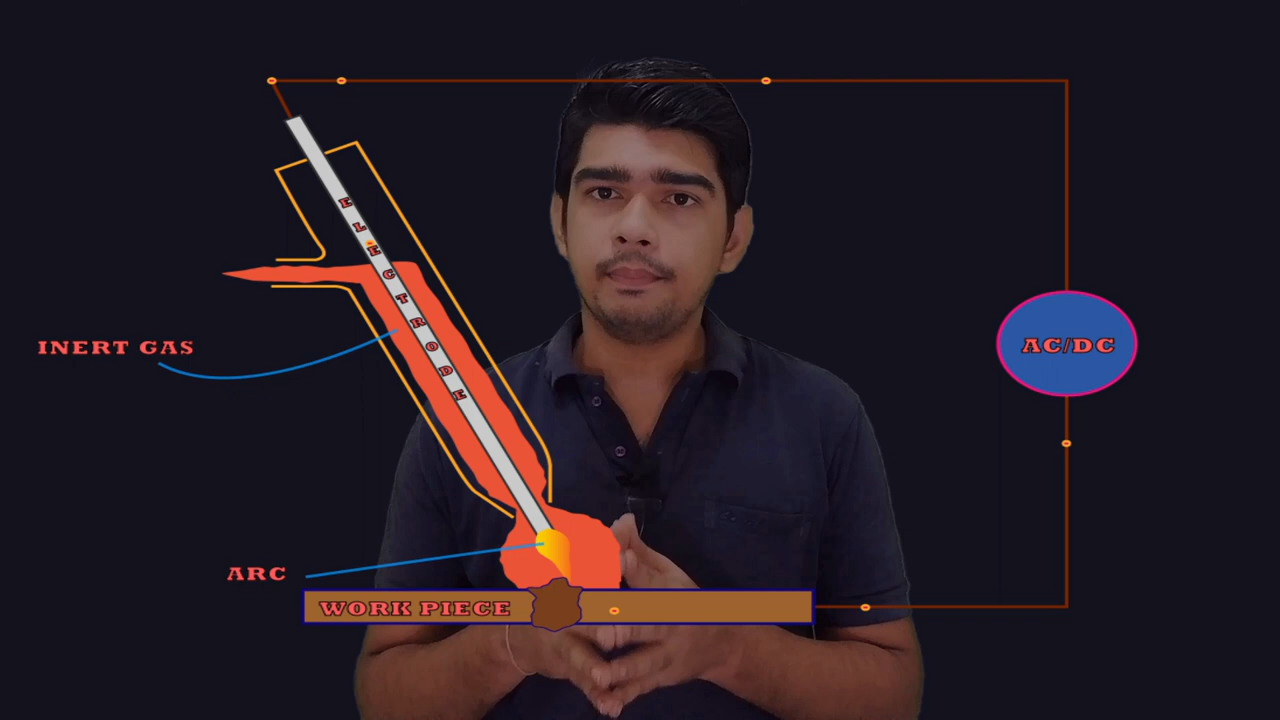 ELECTRODE
INERT GAS
AC/DC
ARC
WORK PIECE